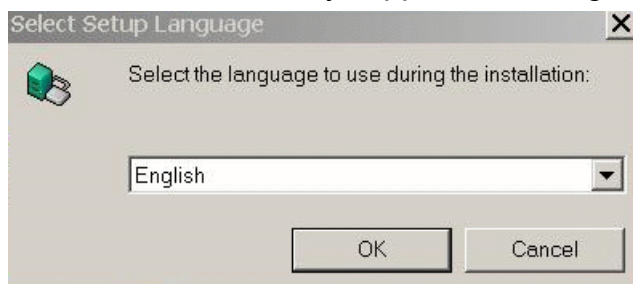 Select Setup Language
Select the language to use during the installation:
English
OK
Cancel